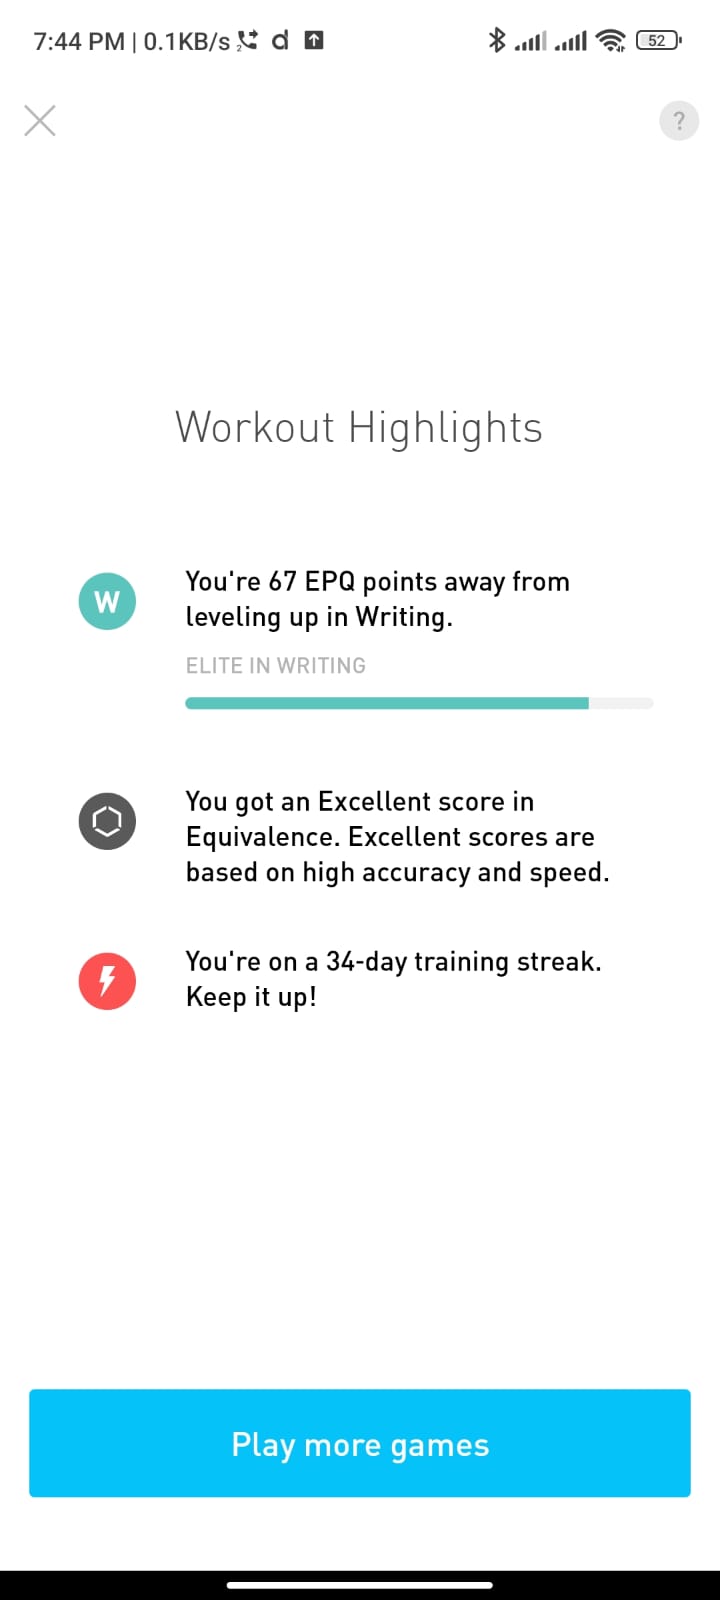 7:44 PM | 0.1KB/s 2 d 52
?
Workout Highlights
W
You're 67 EPQ points away from
leveling up in Writing.
ELITE IN WRITING
You got an Excellent score in
Equivalence. Excellent scores are
based on high accuracy and speed.
You're on a 34-day training streak.
Keep it up!
Play more games